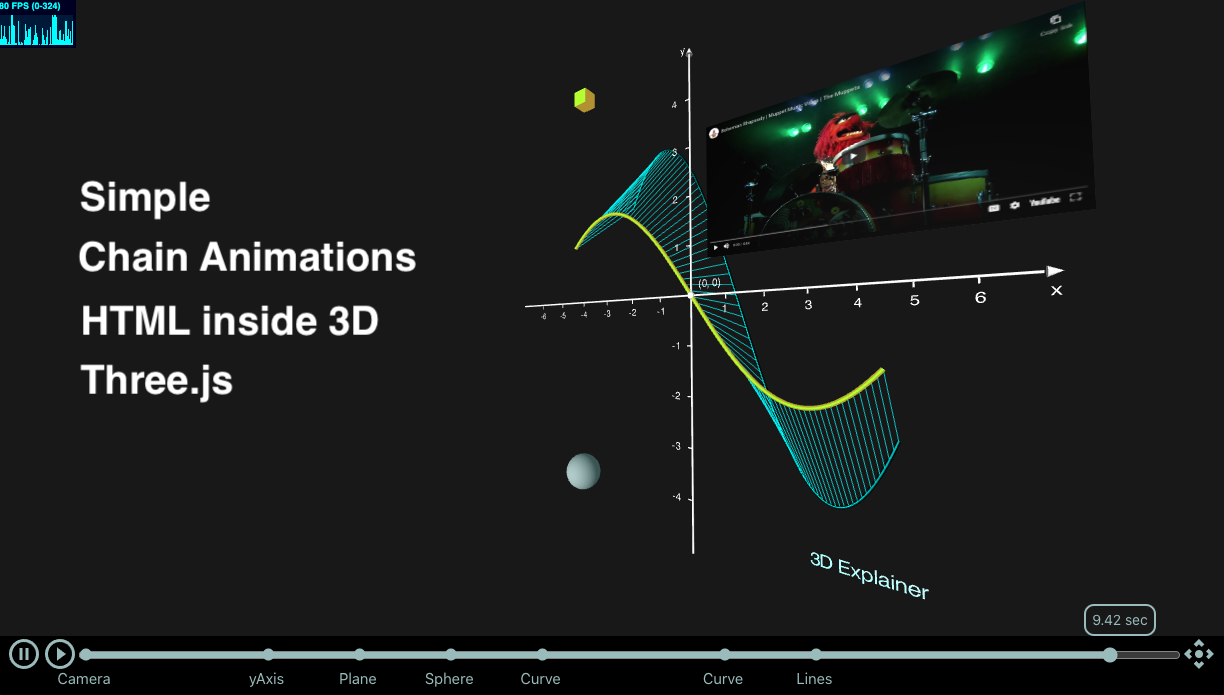 80 FPS (0-324)
Simple
Chain Animations
HTML inside 3D
Three.js
y
4
3
2
1
(0, 0)
-6 -5 -4 -3 -2 -1 1 2 3 4 5 6
x
-1
-2
-3
-4
Bohemian Rhapsody | Muppet Music Video | The Muppets
Copy link
YouTube
3D Explainer
9.42 sec
Camera yAxis Plane Sphere Curve Curve Lines